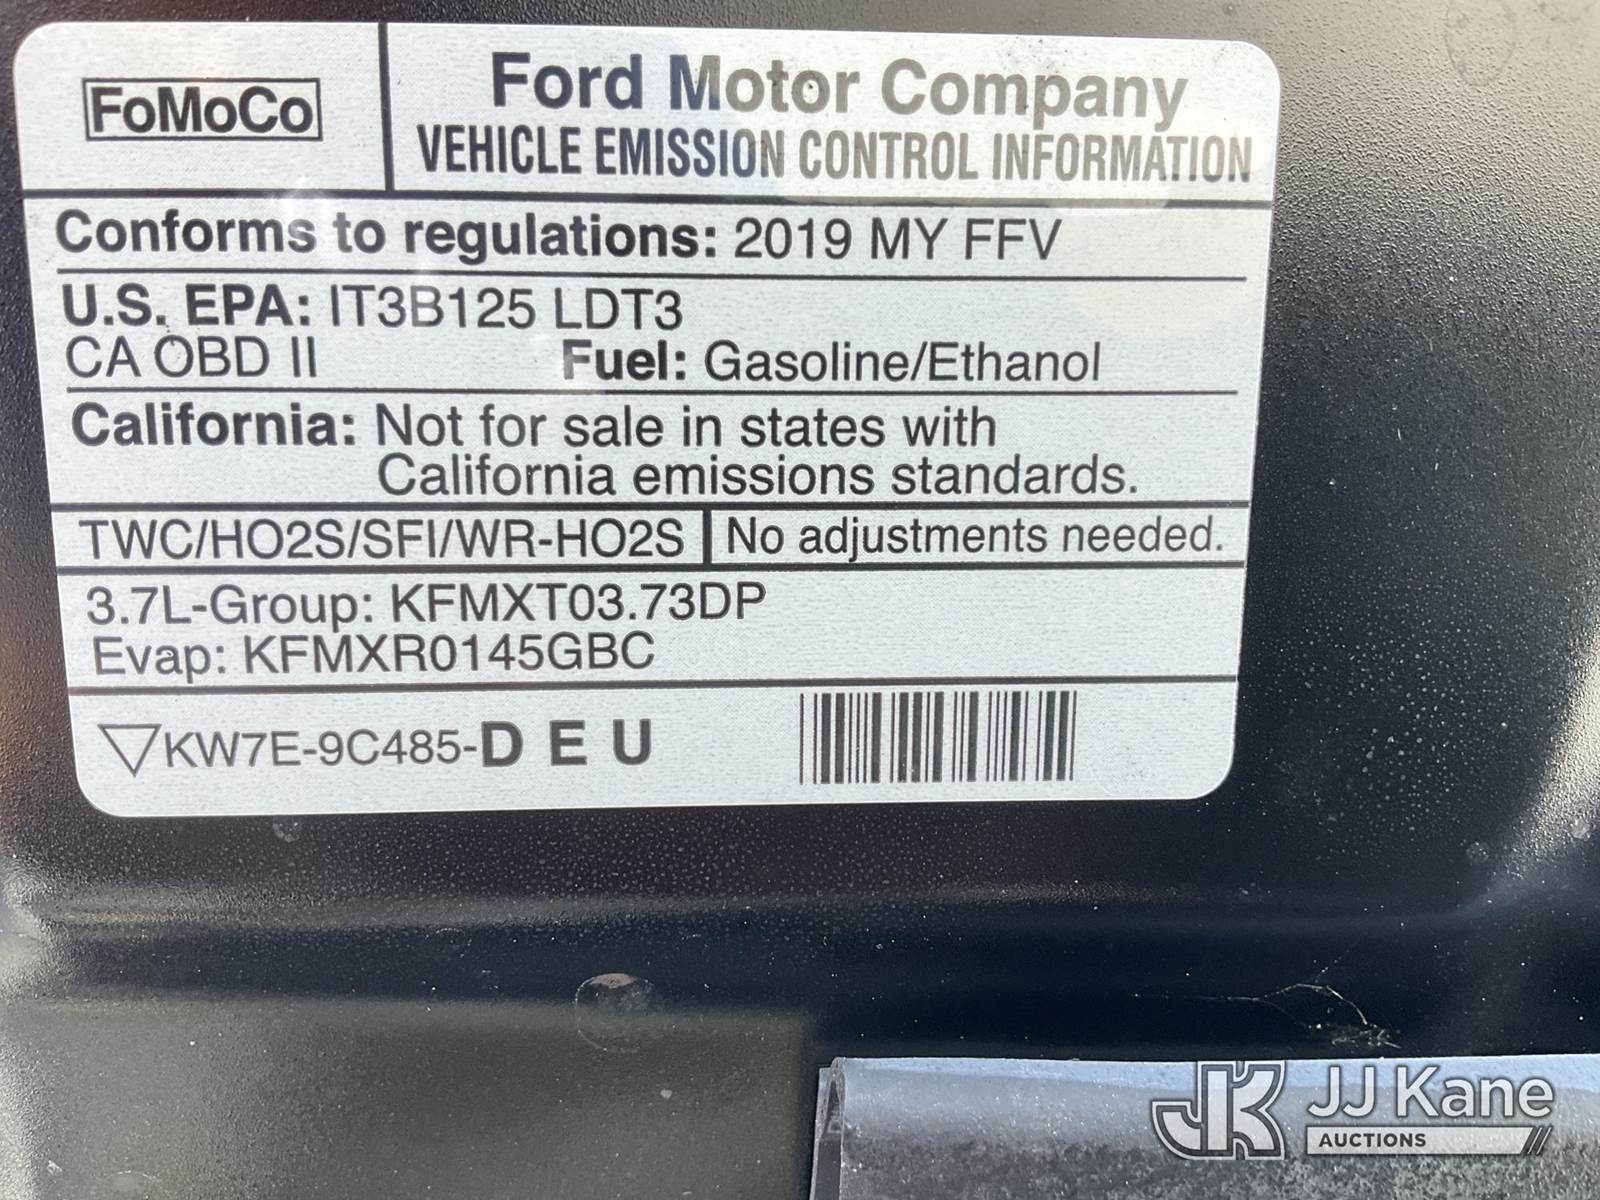 FoMoCo
Ford Motor Company
VEHICLE EMISSION CONTROL INFORMATION
Conforms to regulations: 2019 MY FFV
U.S. EPA: IT3B125 LDT3
CA OBD II Fuel: Gasoline/Ethanol
California: Not for sale in states with
California emissions standards.
TWC/HO2S/SFI/WR-HO2S No adjustments needed.
3.7L-Group: KFMXT03.73DP
Evap: KFMXR0145GBC
KW7E-9C485-D E U
JK JJ Kane
AUCTIONS